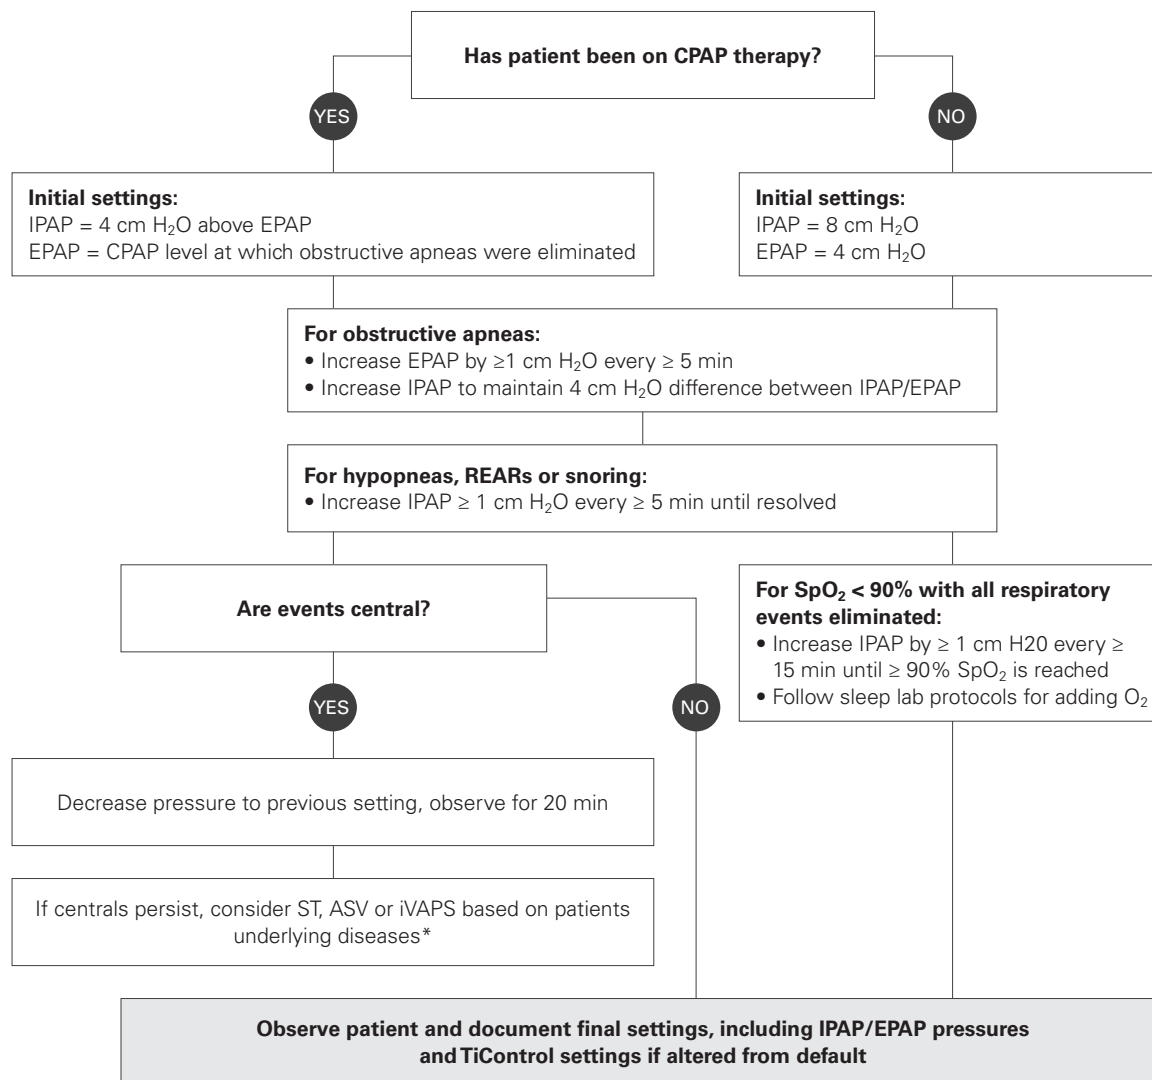 Has patient been on CPAP therapy?
YES
NO
Initial settings:
IPAP = 4 cm H₂O above EPAP
EPAP = CPAP level at which obstructive apneas were eliminated
Initial settings:
IPAP = 8 cm H₂O
EPAP = 4 cm H₂O
For obstructive apneas:
• Increase EPAP by ≥1 cm H₂O every ≥ 5 min
• Increase IPAP to maintain 4 cm H₂O difference between IPAP/EPAP
For hypopneas, REARs or snoring:
• Increase IPAP ≥ 1 cm H₂O every ≥ 5 min until resolved
Are events central?
For SpO₂ < 90% with all respiratory
events eliminated:
• Increase IPAP by ≥ 1 cm H20 every ≥
15 min until ≥ 90% SpO₂ is reached
• Follow sleep lab protocols for adding O₂
YES
NO
Decrease pressure to previous setting, observe for 20 min
If centrals persist, consider ST, ASV or iVAPS based on patients
underlying diseases*
Observe patient and document final settings, including IPAP/EPAP pressures
and TiControl settings if altered from default